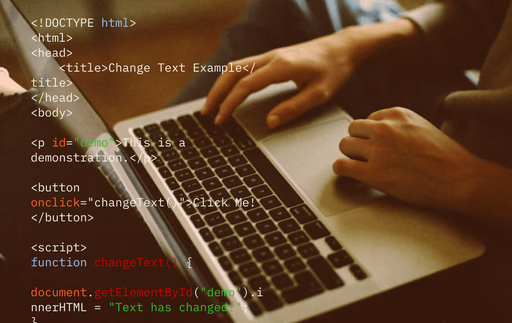 <!DOCTYPE html>
<html>
<head>
<title>Change Text Example</
title>
</head>
<body>
<p id="demo">This is a
demonstration.</p>
<button
onclick="changeText()">Click Me!
</button>
<script>
function changeText() {
document.getElementById("demo").i
nnerHTML = "Text has changed!";
}